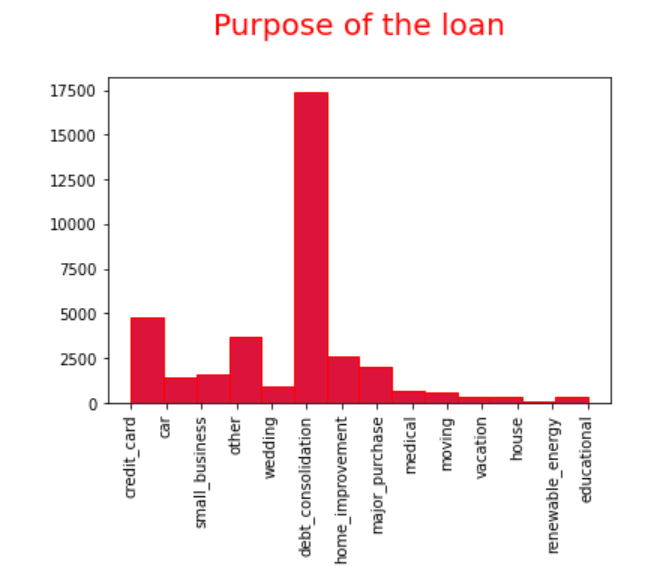 Purpose of the loan
17500
15000
12500
10000
7500
5000
2500
0
credit_card
car
small_business
other
wedding
debt_consolidation
home_improvement
major_purchase
medical
moving
vacation
house
renewable_energy
educational